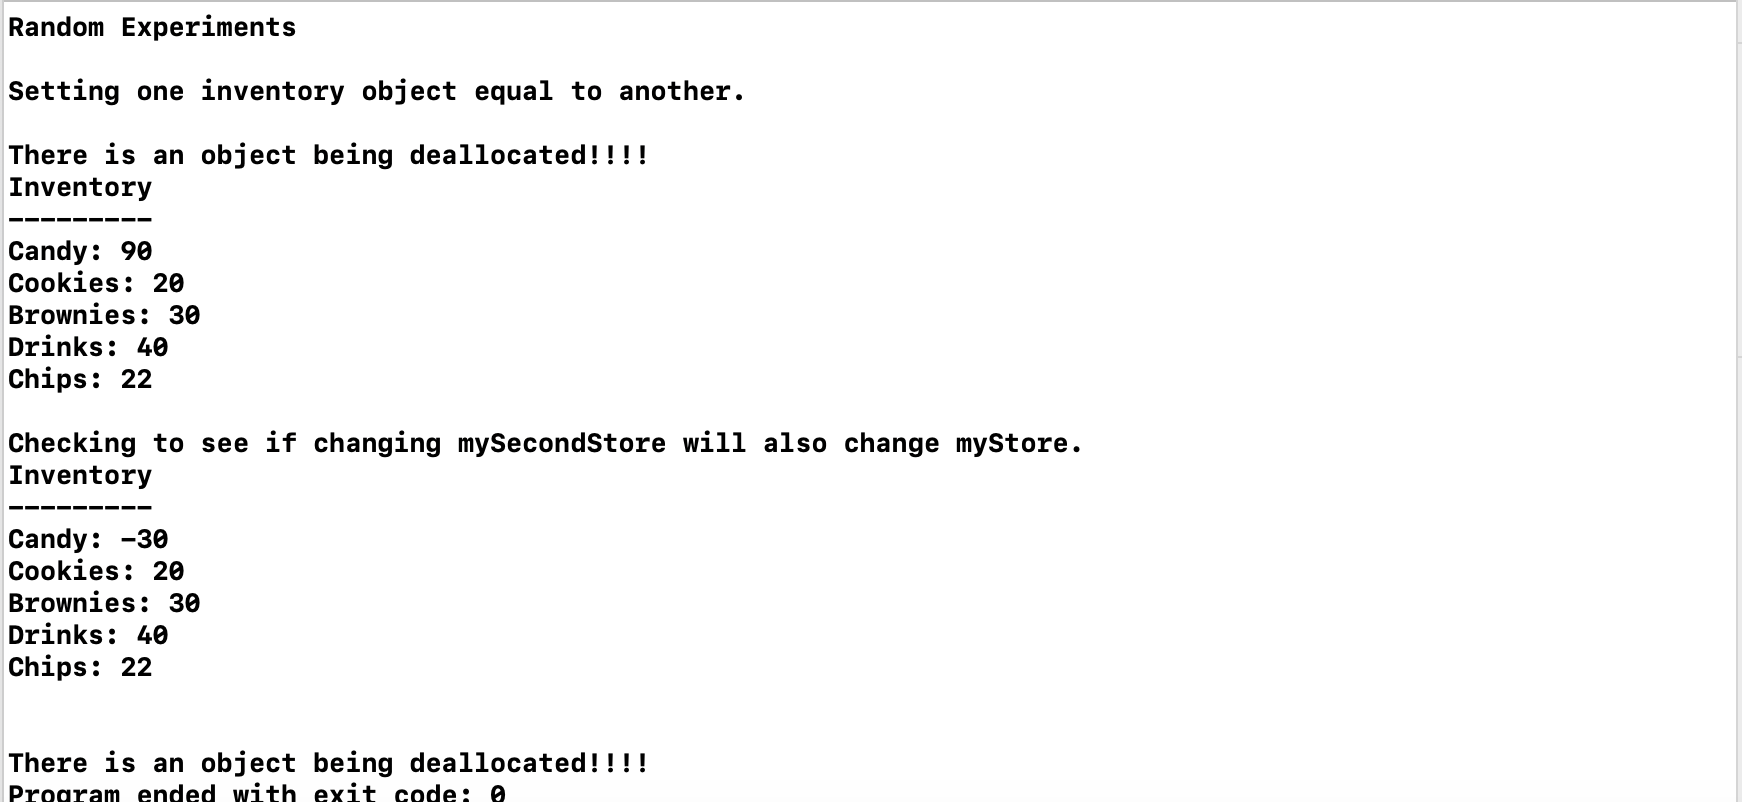 Random Experiments
Setting one inventory object equal to another.
There is an object being deallocated!!!!
Inventory
---------
Candy: 90
Cookies: 20
Brownies: 30
Drinks: 40
Chips: 22
Checking to see if changing mySecondStore will also change myStore.
Inventory
---------
Candy: -30
Cookies: 20
Brownies: 30
Drinks: 40
Chips: 22
There is an object being deallocated!!!!
Program ended with exit code: 0